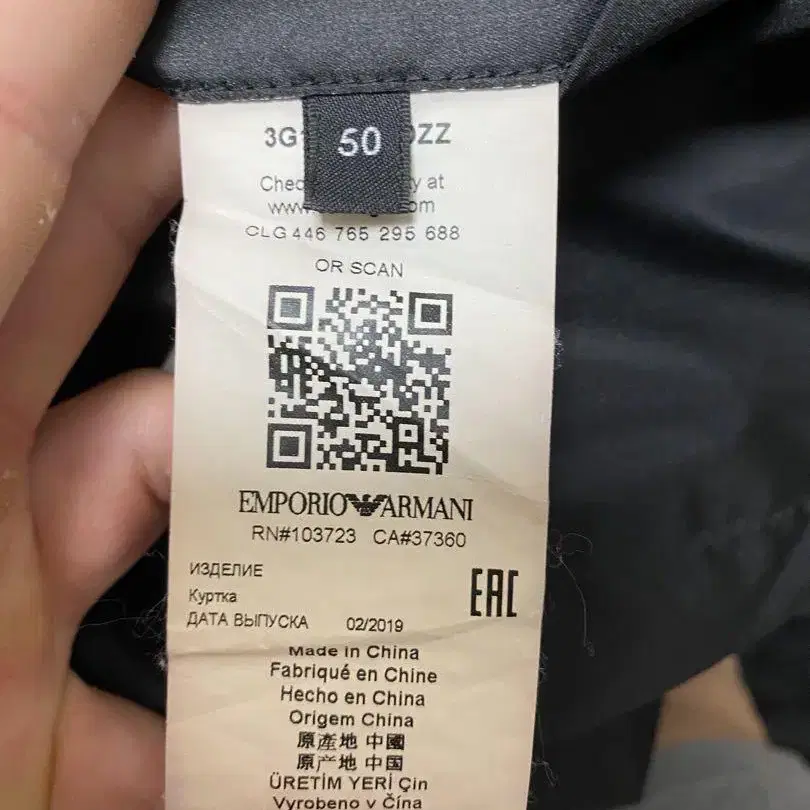 50
OR SCAN
CLG 446 765 295 688
EMPORIO ARMANI
RN#103723 CA#37360
ИЗДЕЛИЕ
Куртка
ДАТА ВЫПУСКА 02/2019
EAC
Made in China
Fabriqué en Chine
Hecho en China
Origem China
原產地 中國
原产地 中国
ÜRETİM YERİ Çin
Vyrobeno v Čína